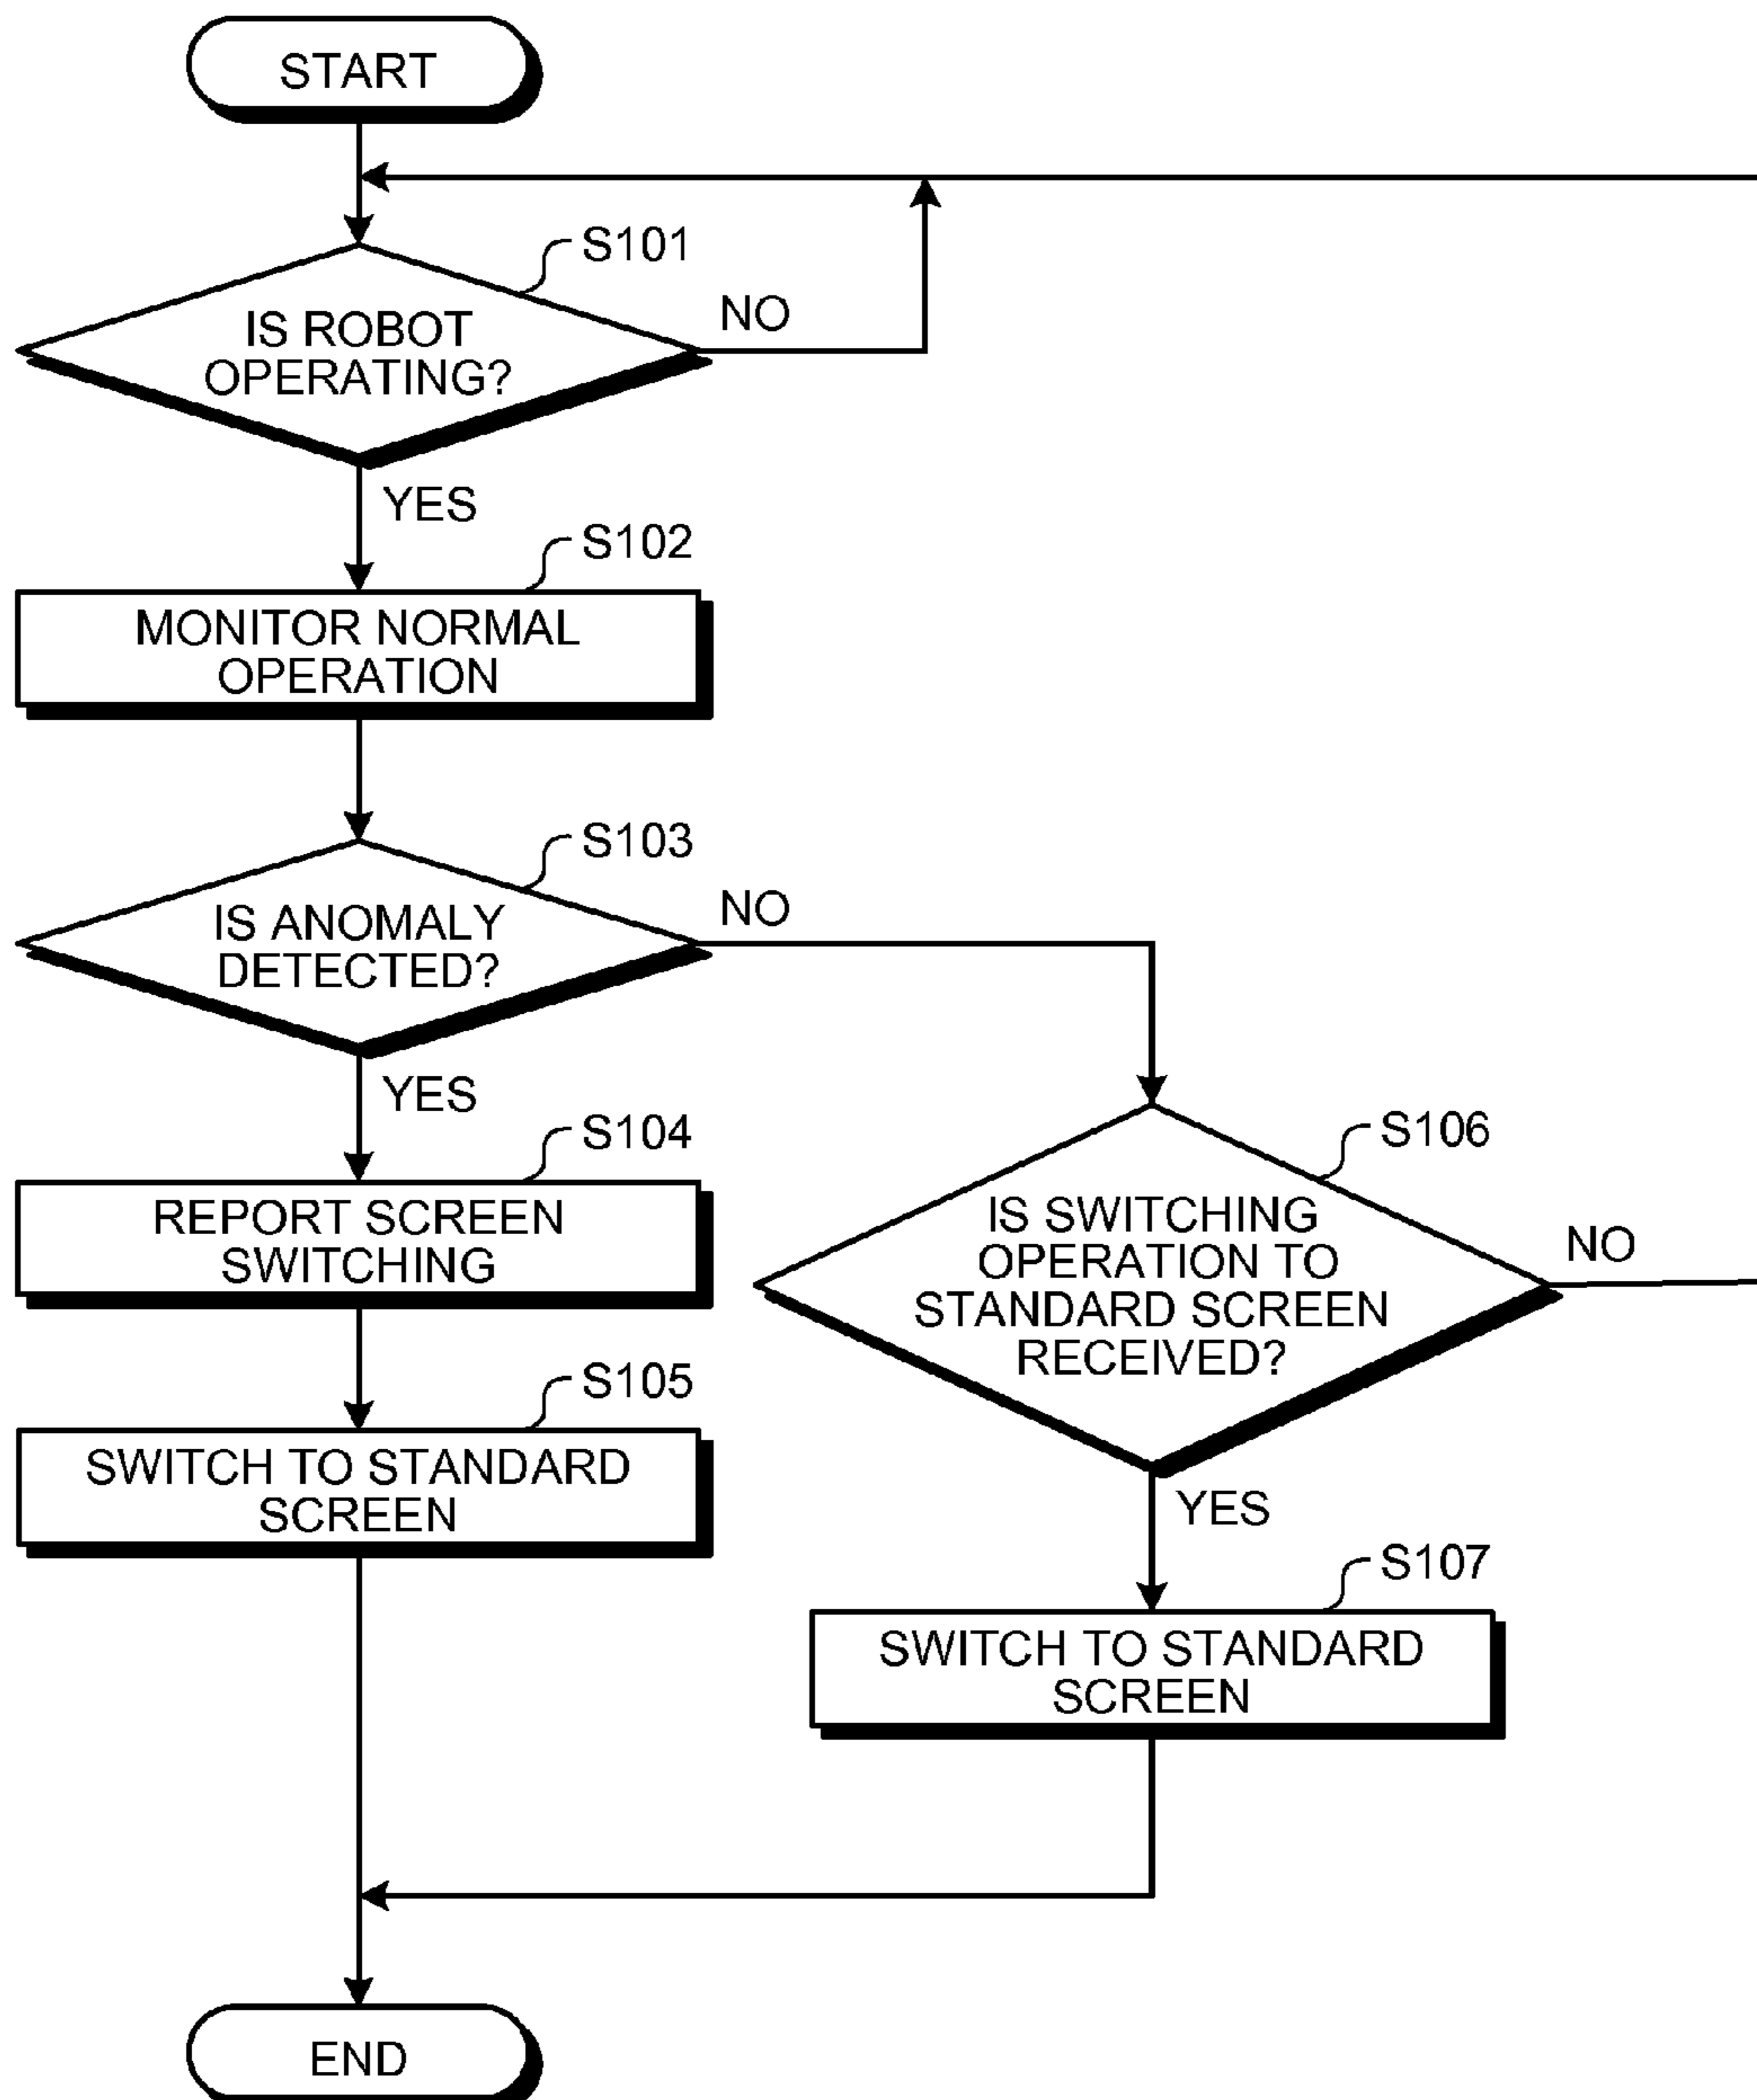 START
S101
IS ROBOT
OPERATING?
NO
YES
S102
MONITOR NORMAL
OPERATION
S103
IS ANOMALY
DETECTED?
NO
YES
S104
REPORT SCREEN
SWITCHING
S105
SWITCH TO STANDARD
SCREEN
S106
IS SWITCHING
OPERATION TO
STANDARD SCREEN
RECEIVED?
NO
YES
S107
SWITCH TO STANDARD
SCREEN
END